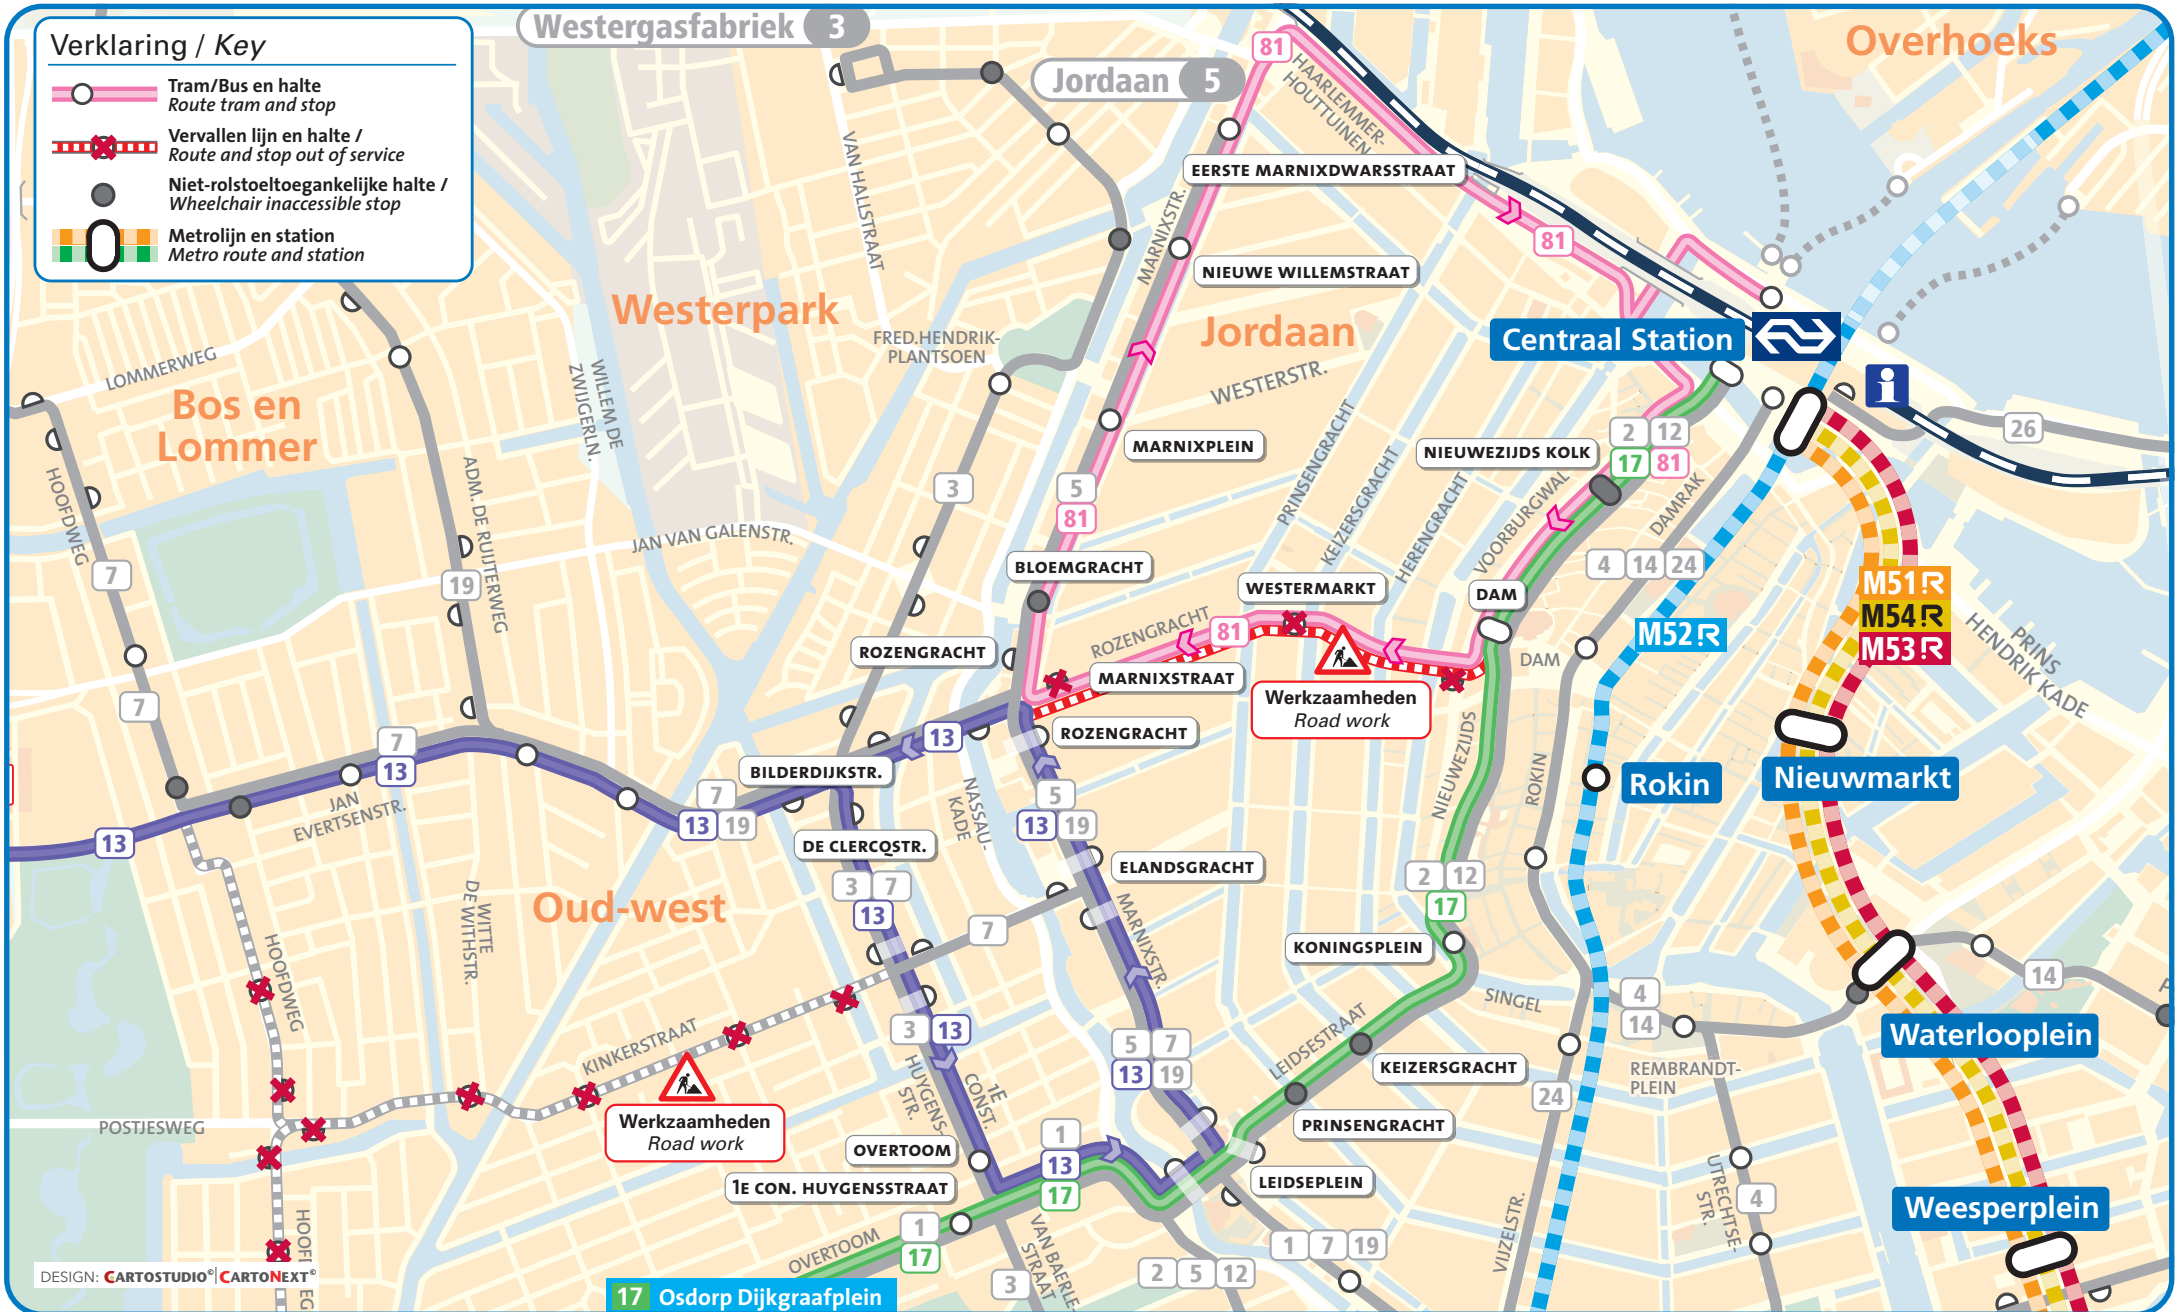 Verklaring / Key
Tram/Bus en halte
Route tram and stop
Vervallen lijn en halte /
Route and stop out of service
Niet-rolstoeltoegankelijke halte /
Wheelchair inaccessible stop
Metrolijn en station
Metro route and station
Westergasfabriek 3
Jordaan 5
81
HAARLEMMER-
HOUTTUINEN
Overhoeks
VAN HALLSTRAAT
EERSTE MARNIXDWARSSTRAAT
MARNIXSTR.
81
NIEUWE WILLEMSTRAAT
Westerpark
Jordaan
FRED.HENDRIK-
PLANTSOEN
WESTERSTR.
Centraal Station
i
LOMMERWEG
WILLEM DE
ZWIJGERLN.
Bos en
Lommer
MARNIXPLEIN
PRINSENGRACHT
KEIZERSGRACHT
HERENGRACHT
NIEUWEZIJDS KOLK
2 12
17 81
26
HOOFDWEG
ADM. DE RUIJTERWEG
3
5
81
VOORBURGWAL
DAMRAK
JAN VAN GALENSTR.
7
19
BLOEMGRACHT
WESTERMARKT
DAM
4 14 24
M51
M54
M53
M52
PRINS
HENDRIK KADE
ROZENGRACHT
81
ROZENGRACHT
MARNIXSTRAAT
DAM
Werkzaamheden
Road work
7
7
13
13
ROZENGRACHT
BILDERDIJKSTR.
NIEUWEZIJDS
ROKIN
Rokin
Nieuwmarkt
JAN
EVERTSENSTR.
13
7
13 19
NASSAU-
KADE
5
13 19
DE CLERCQSTR.
ELANDSGRACHT
3 7
13
2 12
17
Oud-west
DE WITTE
DE WITHSTR.
HOOFDWEG
7
MARNIXSTR.
KONINGSPLEIN
SINGEL
4
14
14
3 13
KINKERSTRAAT
LEIDSESTRAAT
Waterlooplein
5 7
13 19
KEIZERSGRACHT
REMBRANDT-
PLEIN
HUYGENS-
STR.
1E
CONST.
24
POSTJESWEG
Werkzaamheden
Road work
PRINSENGRACHT
OVERTOOM
1
13
17
1E CON. HUYGENSSTRAAT
LEIDSEPLEIN
UTRECHTSE-
STR.
4
Weesperplein
OVERTOOM
1
17
VAN BAERLE-
STRAAT
VIJZELSTR.
1 7 19
2 5 12
3
DESIGN: CARTOSTUDIO© CARTONEXT©
17 Osdorp Dijkgraafplein